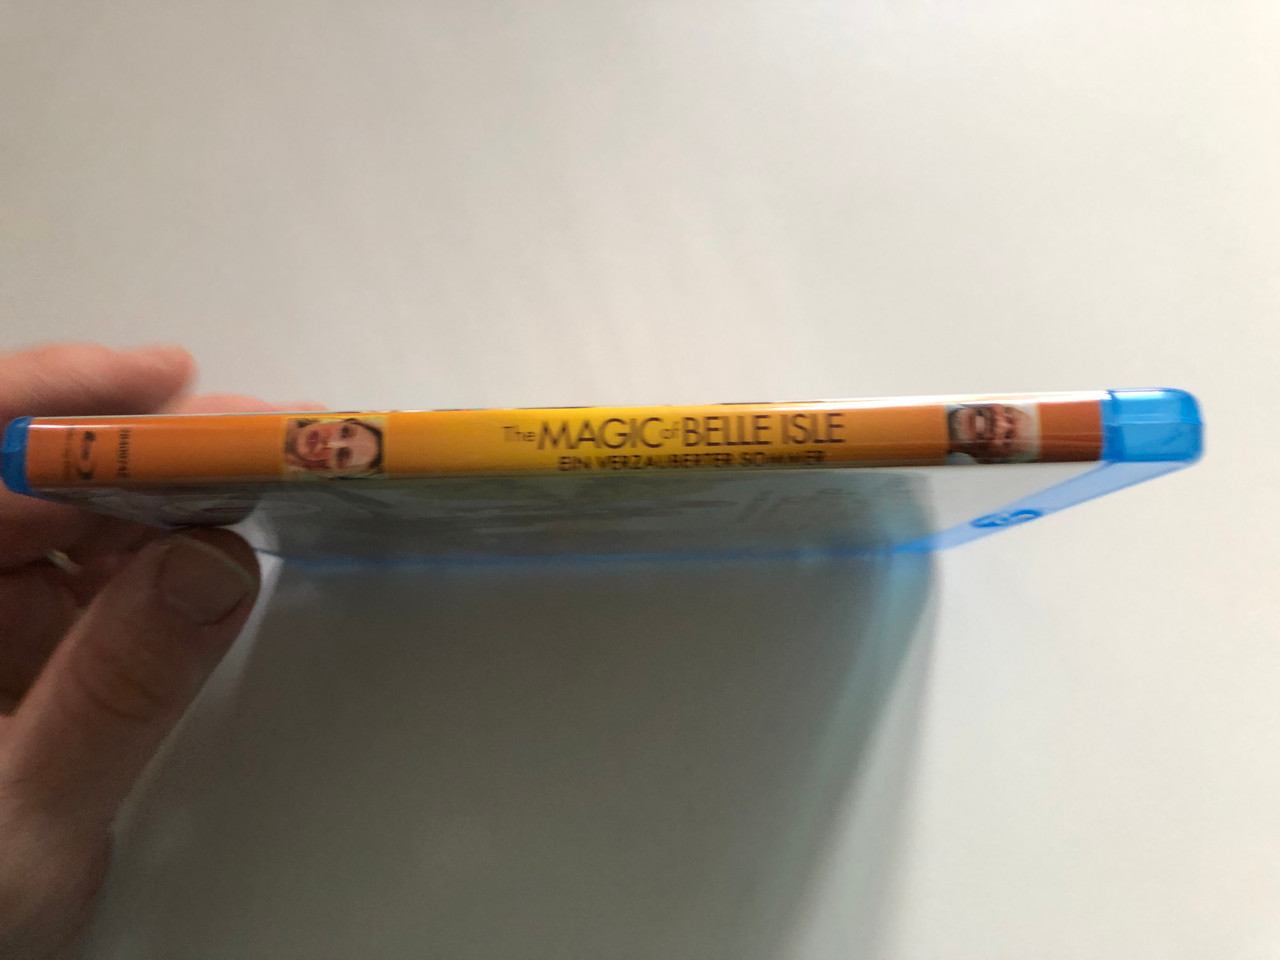 The MAGIC of BELLE ISLE
EIN VERZAUBERTER SOMMER